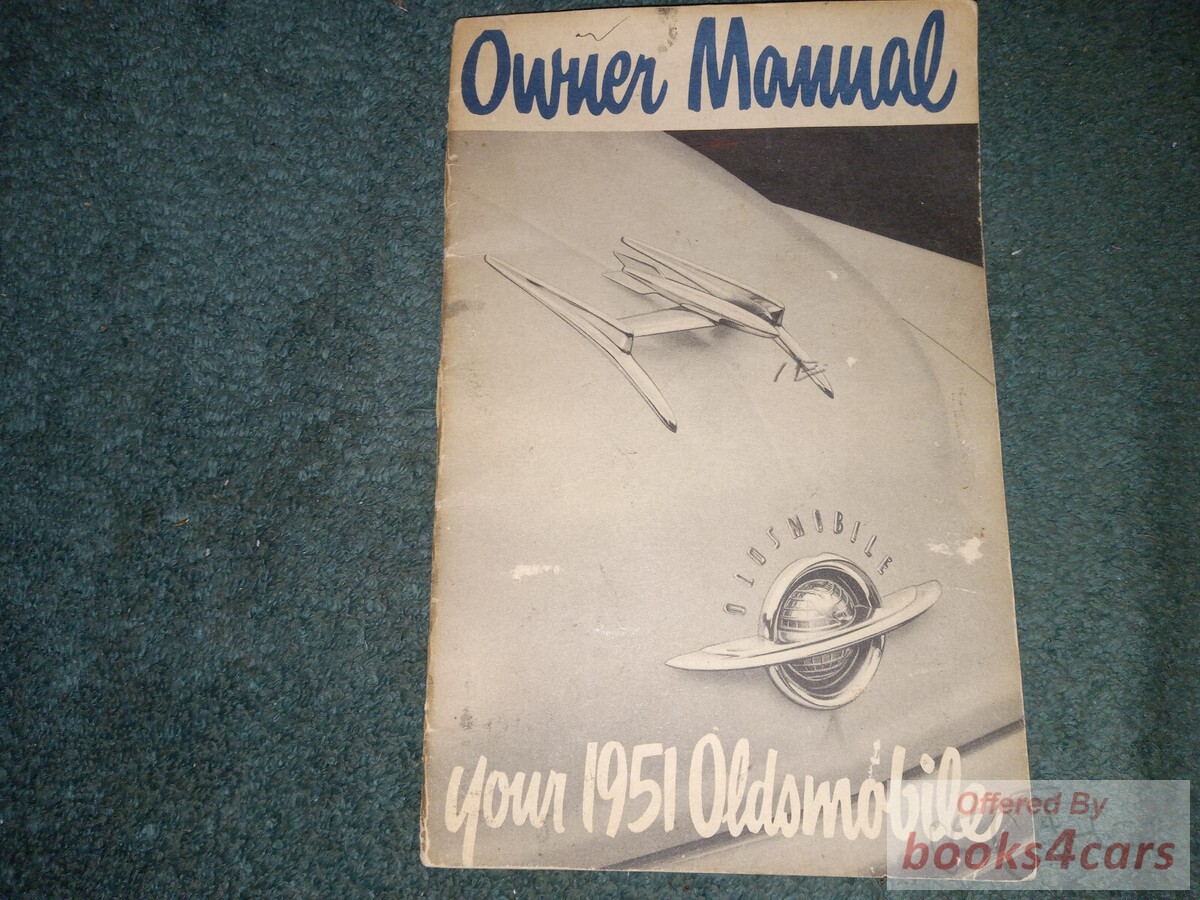 Owner Manual
OLDSMOBILE
your 1951 Oldsmobile
Offered By
books4cars